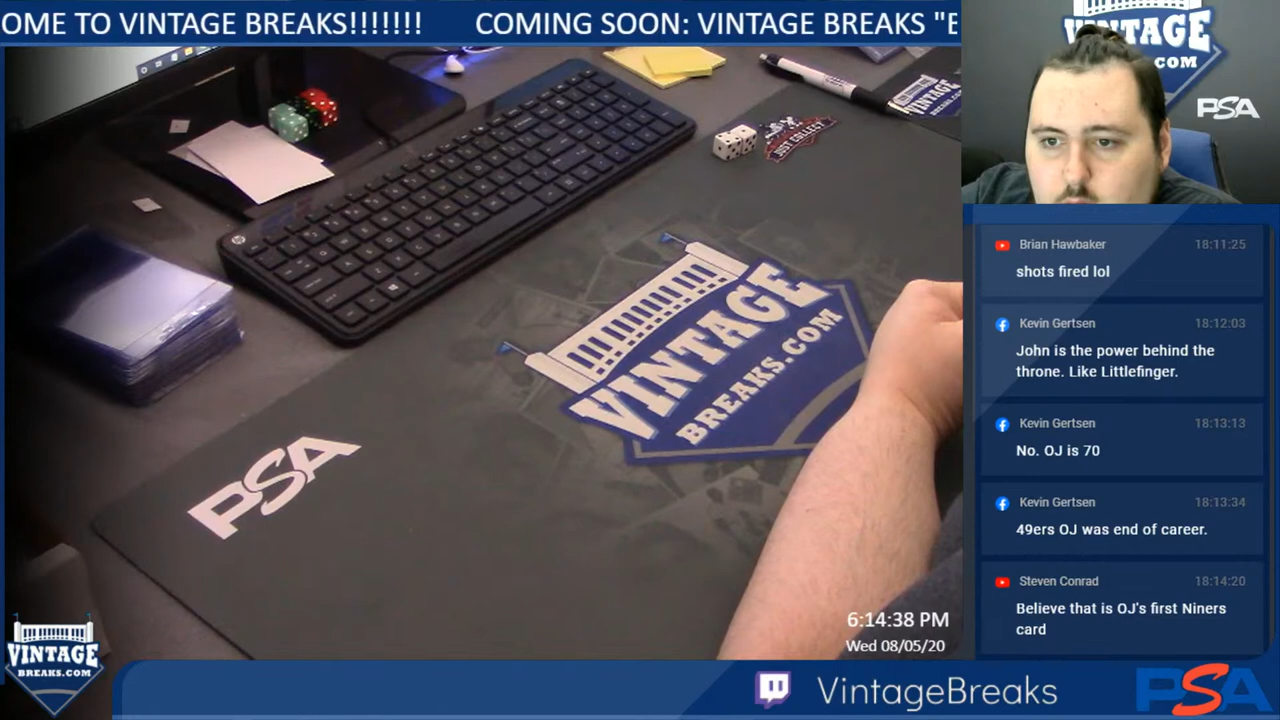 OME TO VINTAGE BREAKS!!!!!!! COMING SOON: VINTAGE BREAKS "E
VINTAGE
.COM
PSA
VINTAGE
BREAKS.COM
JUST COLLECT
VINTAGE
BREAKS.COM
PSA
Brian Hawbaker 18:11:25
shots fired lol
Kevin Gertsen 18:12:03
John is the power behind the
throne. Like Littlefinger.
Kevin Gertsen 18:13:13
No. OJ is 70
Kevin Gertsen 18:13:34
49ers OJ was end of career.
Steven Conrad 18:14:20
Believe that is OJ's first Niners
card
6:14:38 PM
Wed 08/05/20
VINTAGE
BREAKS.COM
VintageBreaks
PSA